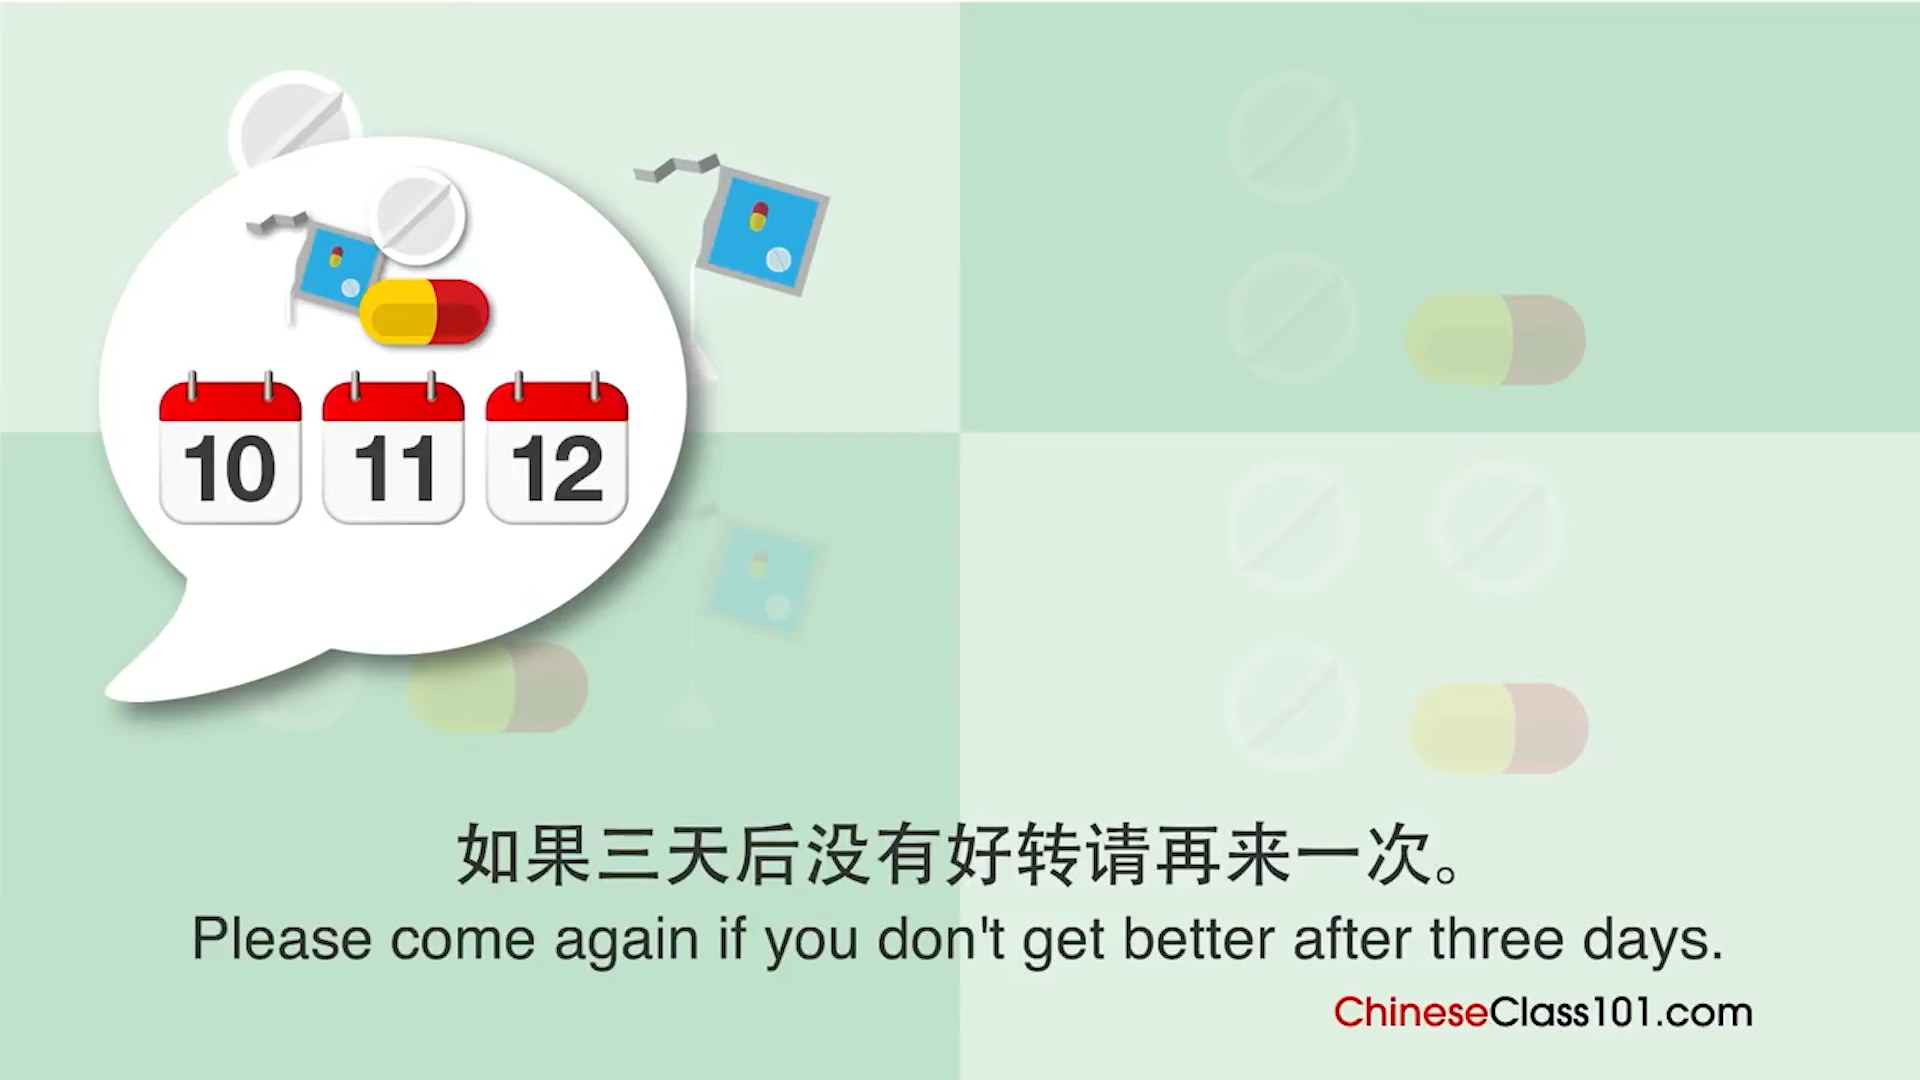 10 11 12
如果三天后没有好转请再来一次。
Please come again if you don't get better after three days.
ChineseClass101.com